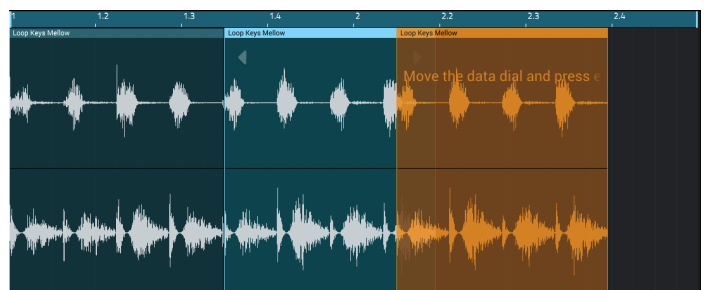 1 1.2 1.3 1.4 2 2.2 2.3 2.4
Loop Keys Mellow Loop Keys Mellow Loop Keys Mellow
Move the data dial and press e